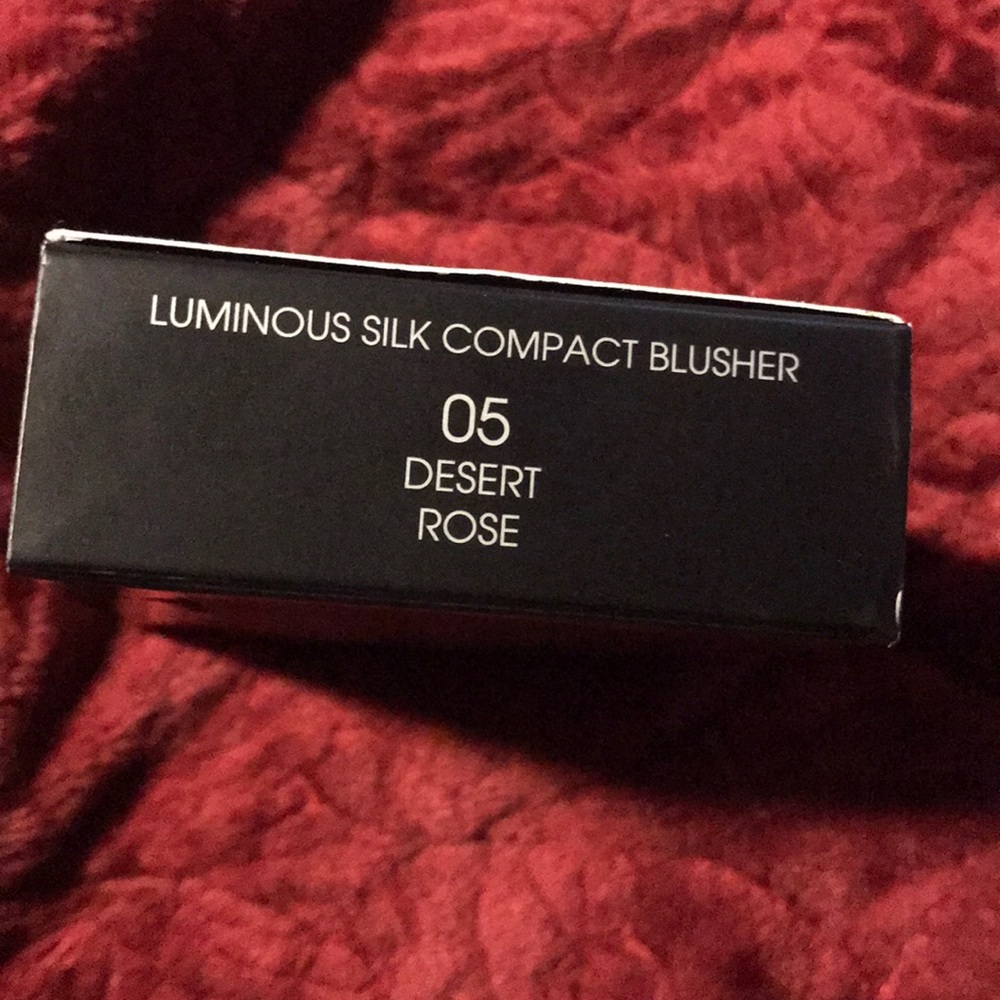 LUMINOUS SILK COMPACT BLUSHER
05
DESERT
ROSE